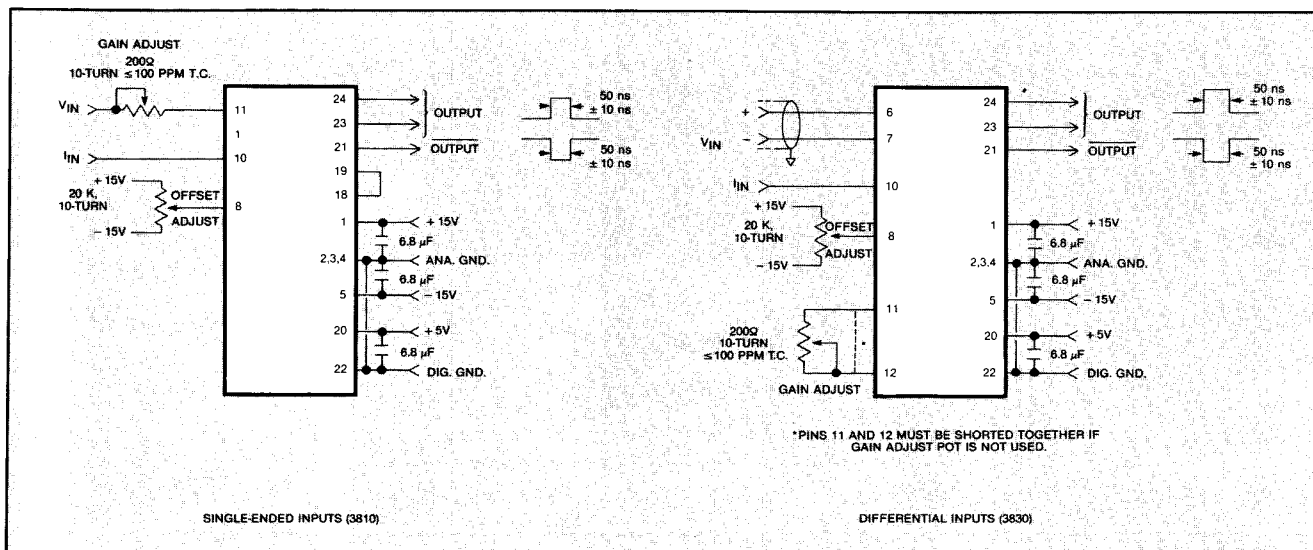 GAIN ADJUST
200Ω
10-TURN ≤100 PPM T.C.
VIN
11
1
IIN
10
+15V
20 K,
10-TURN
OFFSET
ADJUST
-15V
8
24
23
OUTPUT
21
OUTPUT
19
18
1
+15V
6.8 µF
2,3,4
ANA. GND.
6.8 µF
5
-15V
20
+5V
6.8 µF
22
DIG. GND.
50 ns
± 10 ns
50 ns
± 10 ns
SINGLE-ENDED INPUTS (3810)
+
6
VIN
-
7
IIN
10
+15V
20 K,
10-TURN
OFFSET
ADJUST
-15V
8
11
200Ω
10-TURN
≤100 PPM T.C.
*
12
GAIN ADJUST
24
23
OUTPUT
21
OUTPUT
1
+15V
6.8 µF
2,3,4
ANA. GND.
6.8 µF
5
-15V
20
+5V
6.8 µF
22
DIG. GND.
50 ns
± 10 ns
50 ns
± 10 ns
*PINS 11 AND 12 MUST BE SHORTED TOGETHER IF
GAIN ADJUST POT IS NOT USED.
DIFFERENTIAL INPUTS (3830)